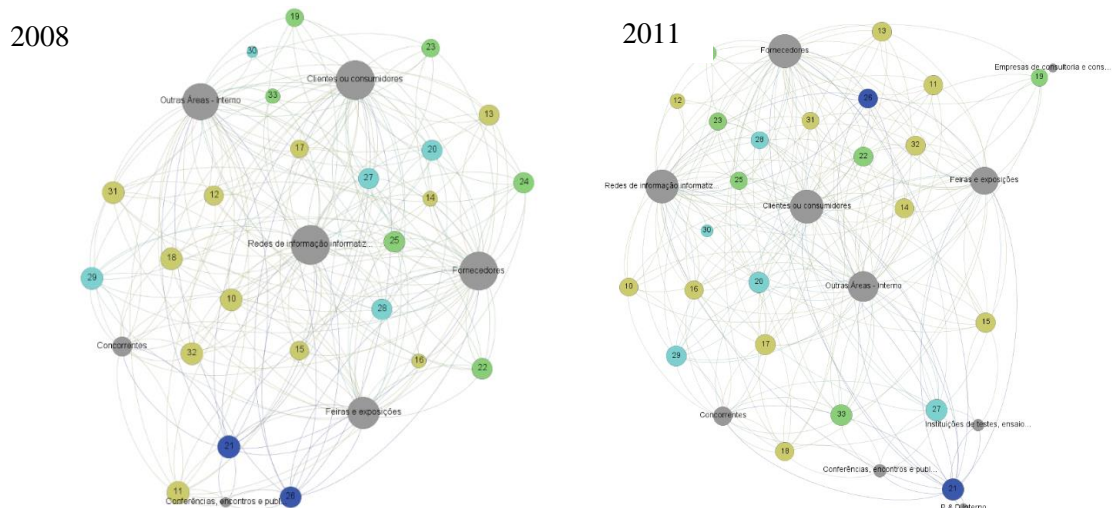 2008
19
30
23
Clientes ou consumidores
Outras Áreas - Interno
33
13
17
20
27
24
31
12
14
Redes de informação informatiz...
25
18
Fornecedores
29
10
28
Concorrentes
32
15
16
22
Feiras e exposições
21
11
26
Conferências, encontros e publ...
2011
13
Fornecedores
Empresas de consultoria e cons...
19
11
12
26
23
31
28
32
22
25
Redes de informação informatiz...
Feiras e exposições
Clientes ou consumidores
14
30
20
Outras Áreas - Interno
10
16
15
17
29
Concorrentes
33
27
Instituições de testes, ensaio...
18
Conferências, encontros e publ...
21
P & D Interno